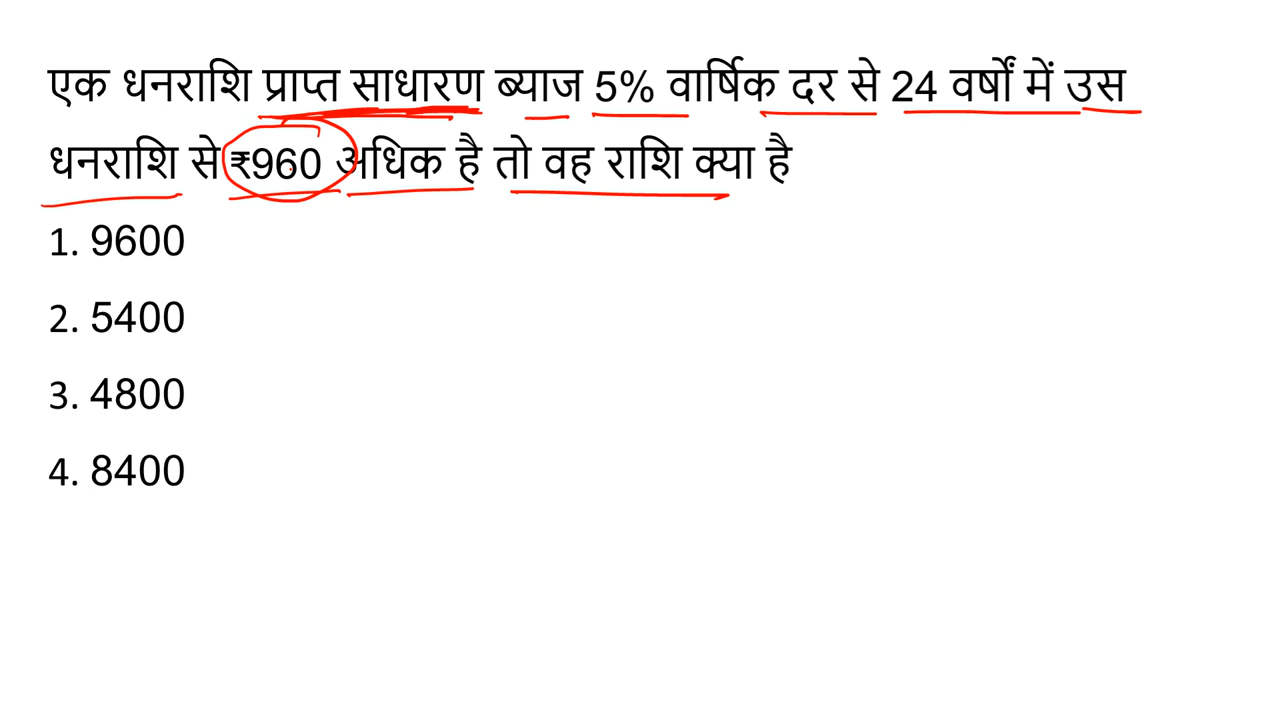 एक धनराशि प्राप्त साधारण ब्याज 5% वार्षिक दर से 24 वर्षों में उस
धनराशि से ₹960 अधिक है तो वह राशि क्या है
1. 9600
2. 5400
3. 4800
4. 8400